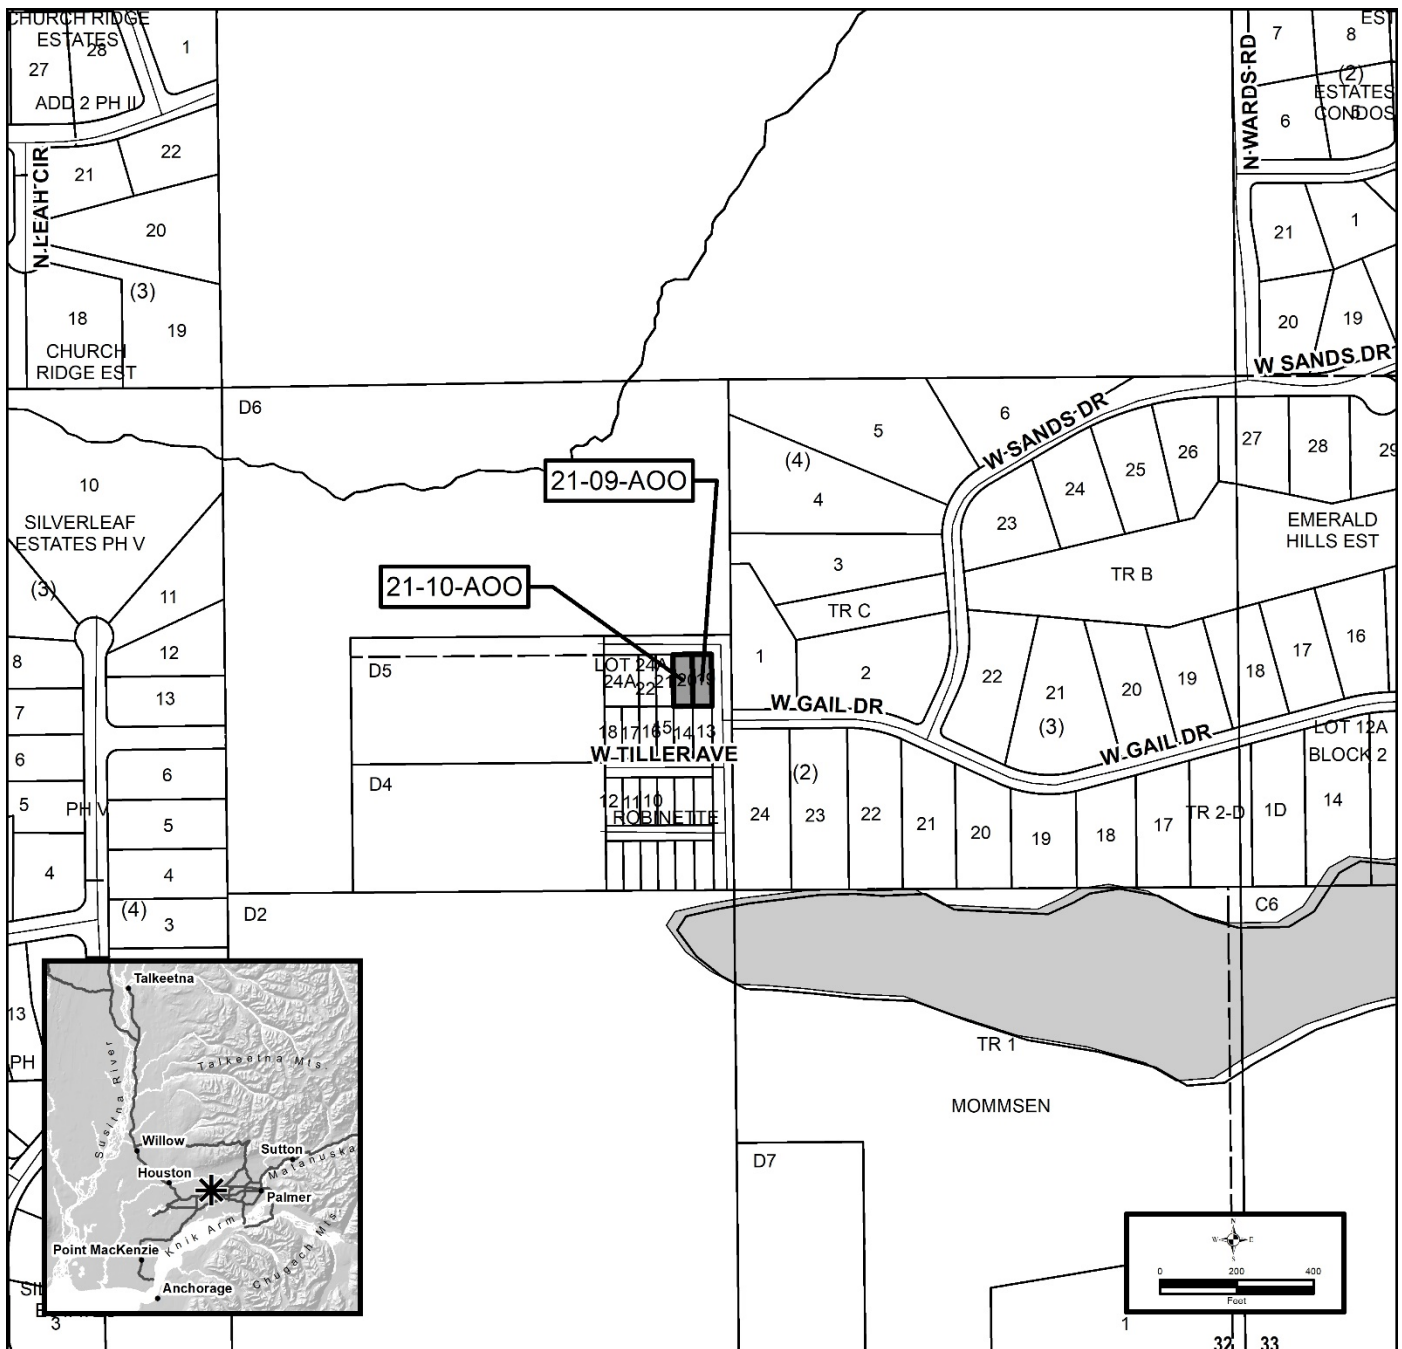 CHURCH RIDGE
ESTATES
28
27
1
ADD 2 PH II
22
21
20
N LEAH CIR
(3)
18
19
CHURCH
RIDGE EST
7
8
(2)
ESTATES
CONDOS
6
N WARDS RD
21
1
20
19
W SANDS DR
D6
5
6
(4)
4
W SANDS DR
23
24
25
26
27
28
29
EMERALD
HILLS EST
10
SILVERLEAF
ESTATES PH V
(3)
11
12
13
8
7
6
5
4
PH V
6
5
4
(4)
3
21-09-AOO
21-10-AOO
3
TR C
TR B
1
2
22
21
(3)
20
19
18
17
16
D5
LOT 24A
24A
22
21
20
19
18
17
16
15
14
13
W TILLER AVE
D4
12
11
10
ROBINETTE
W GAIL DR
W GAIL DR
LOT 12A
BLOCK 2
(2)
24
23
22
21
20
19
18
17
TR 2-D
1D
14
D2
C6
TR 1
MOMMSEN
D7
13
PH
Talkeetna
Susitna River
Talkeetna Mts.
Willow
Sutton
Houston
Matanuska
Palmer
Knik Arm
Chugach Mts.
Point MacKenzie
Anchorage
3
1
N
W
E
S
0 200 400
Feet
32
33